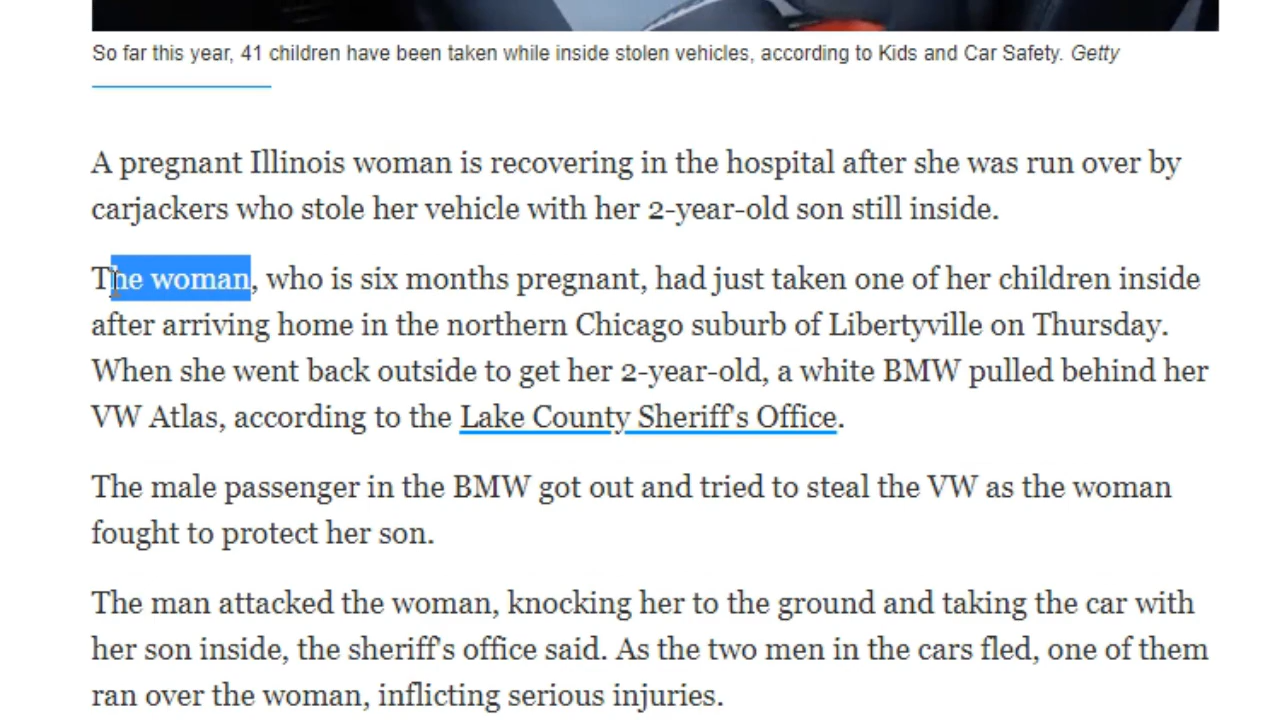 So far this year, 41 children have been taken while inside stolen vehicles, according to Kids and Car Safety. Getty
A pregnant Illinois woman is recovering in the hospital after she was run over by
carjackers who stole her vehicle with her 2-year-old son still inside.
The woman, who is six months pregnant, had just taken one of her children inside
after arriving home in the northern Chicago suburb of Libertyville on Thursday.
When she went back outside to get her 2-year-old, a white BMW pulled behind her
VW Atlas, according to the Lake County Sheriff's Office.
The male passenger in the BMW got out and tried to steal the VW as the woman
fought to protect her son.
The man attacked the woman, knocking her to the ground and taking the car with
her son inside, the sheriff's office said. As the two men in the cars fled, one of them
ran over the woman, inflicting serious injuries.